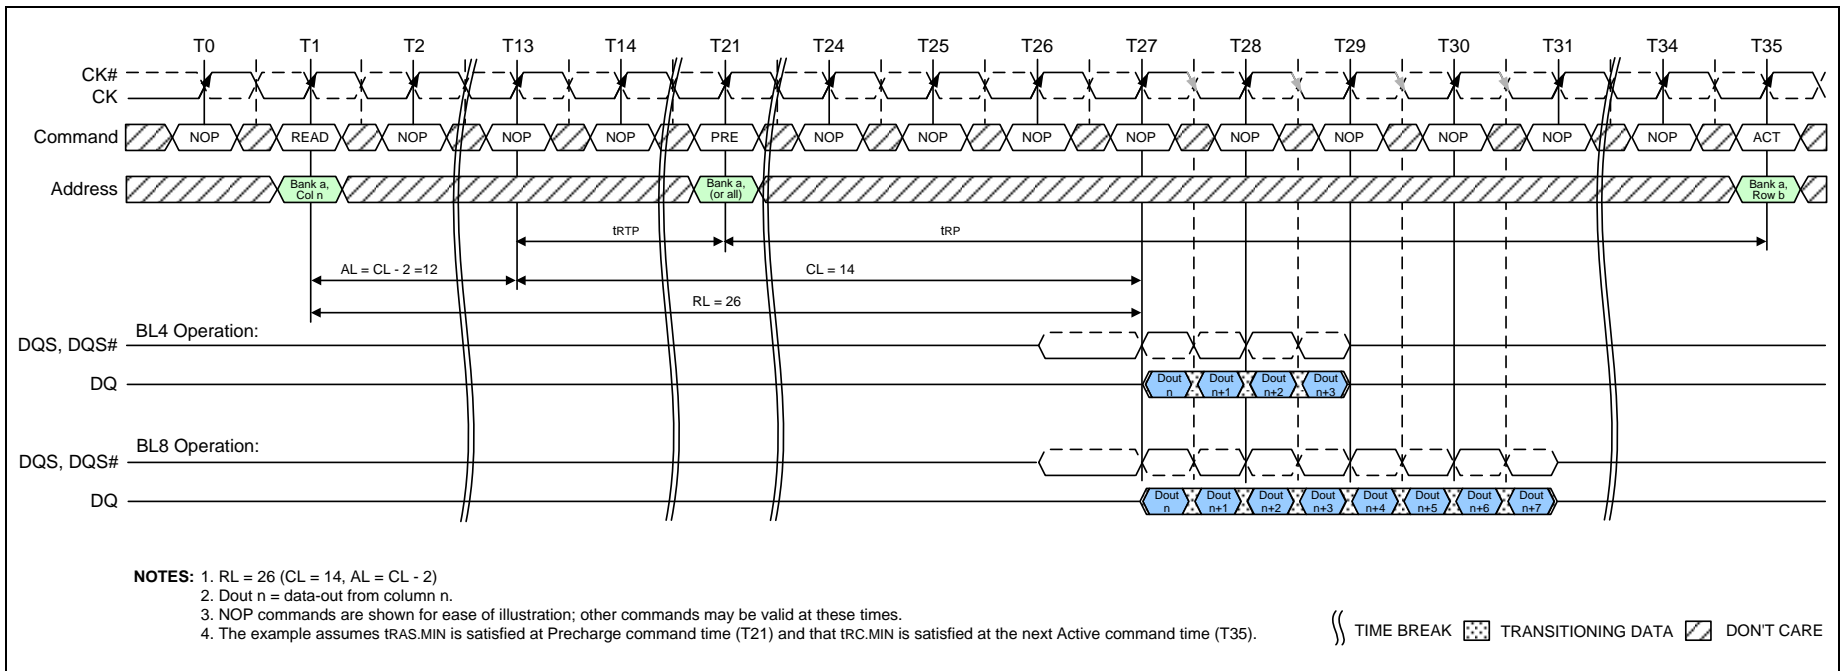 T0 T1 T2 T13 T14 T21 T24 T25 T26 T27 T28 T29 T30 T31 T34 T35
CK#
CK
Command NOP READ NOP NOP NOP PRE NOP NOP NOP NOP NOP NOP NOP NOP NOP ACT
Address Bank a, Col n Bank a, (or all) Bank a, Row b
tRTP tRP
AL = CL - 2 =12 CL = 14
RL = 26
BL4 Operation:
DQS, DQS#
DQ Dout n Dout n+1 Dout n+2 Dout n+3
BL8 Operation:
DQS, DQS#
DQ Dout n Dout n+1 Dout n+2 Dout n+3 Dout n+4 Dout n+5 Dout n+6 Dout n+7
NOTES: 1. RL = 26 (CL = 14, AL = CL - 2)
2. Dout n = data-out from column n.
3. NOP commands are shown for ease of illustration; other commands may be valid at these times.
4. The example assumes tRAS.MIN is satisfied at Precharge command time (T21) and that tRC.MIN is satisfied at the next Active command time (T35).
TIME BREAK TRANSITIONING DATA DON'T CARE